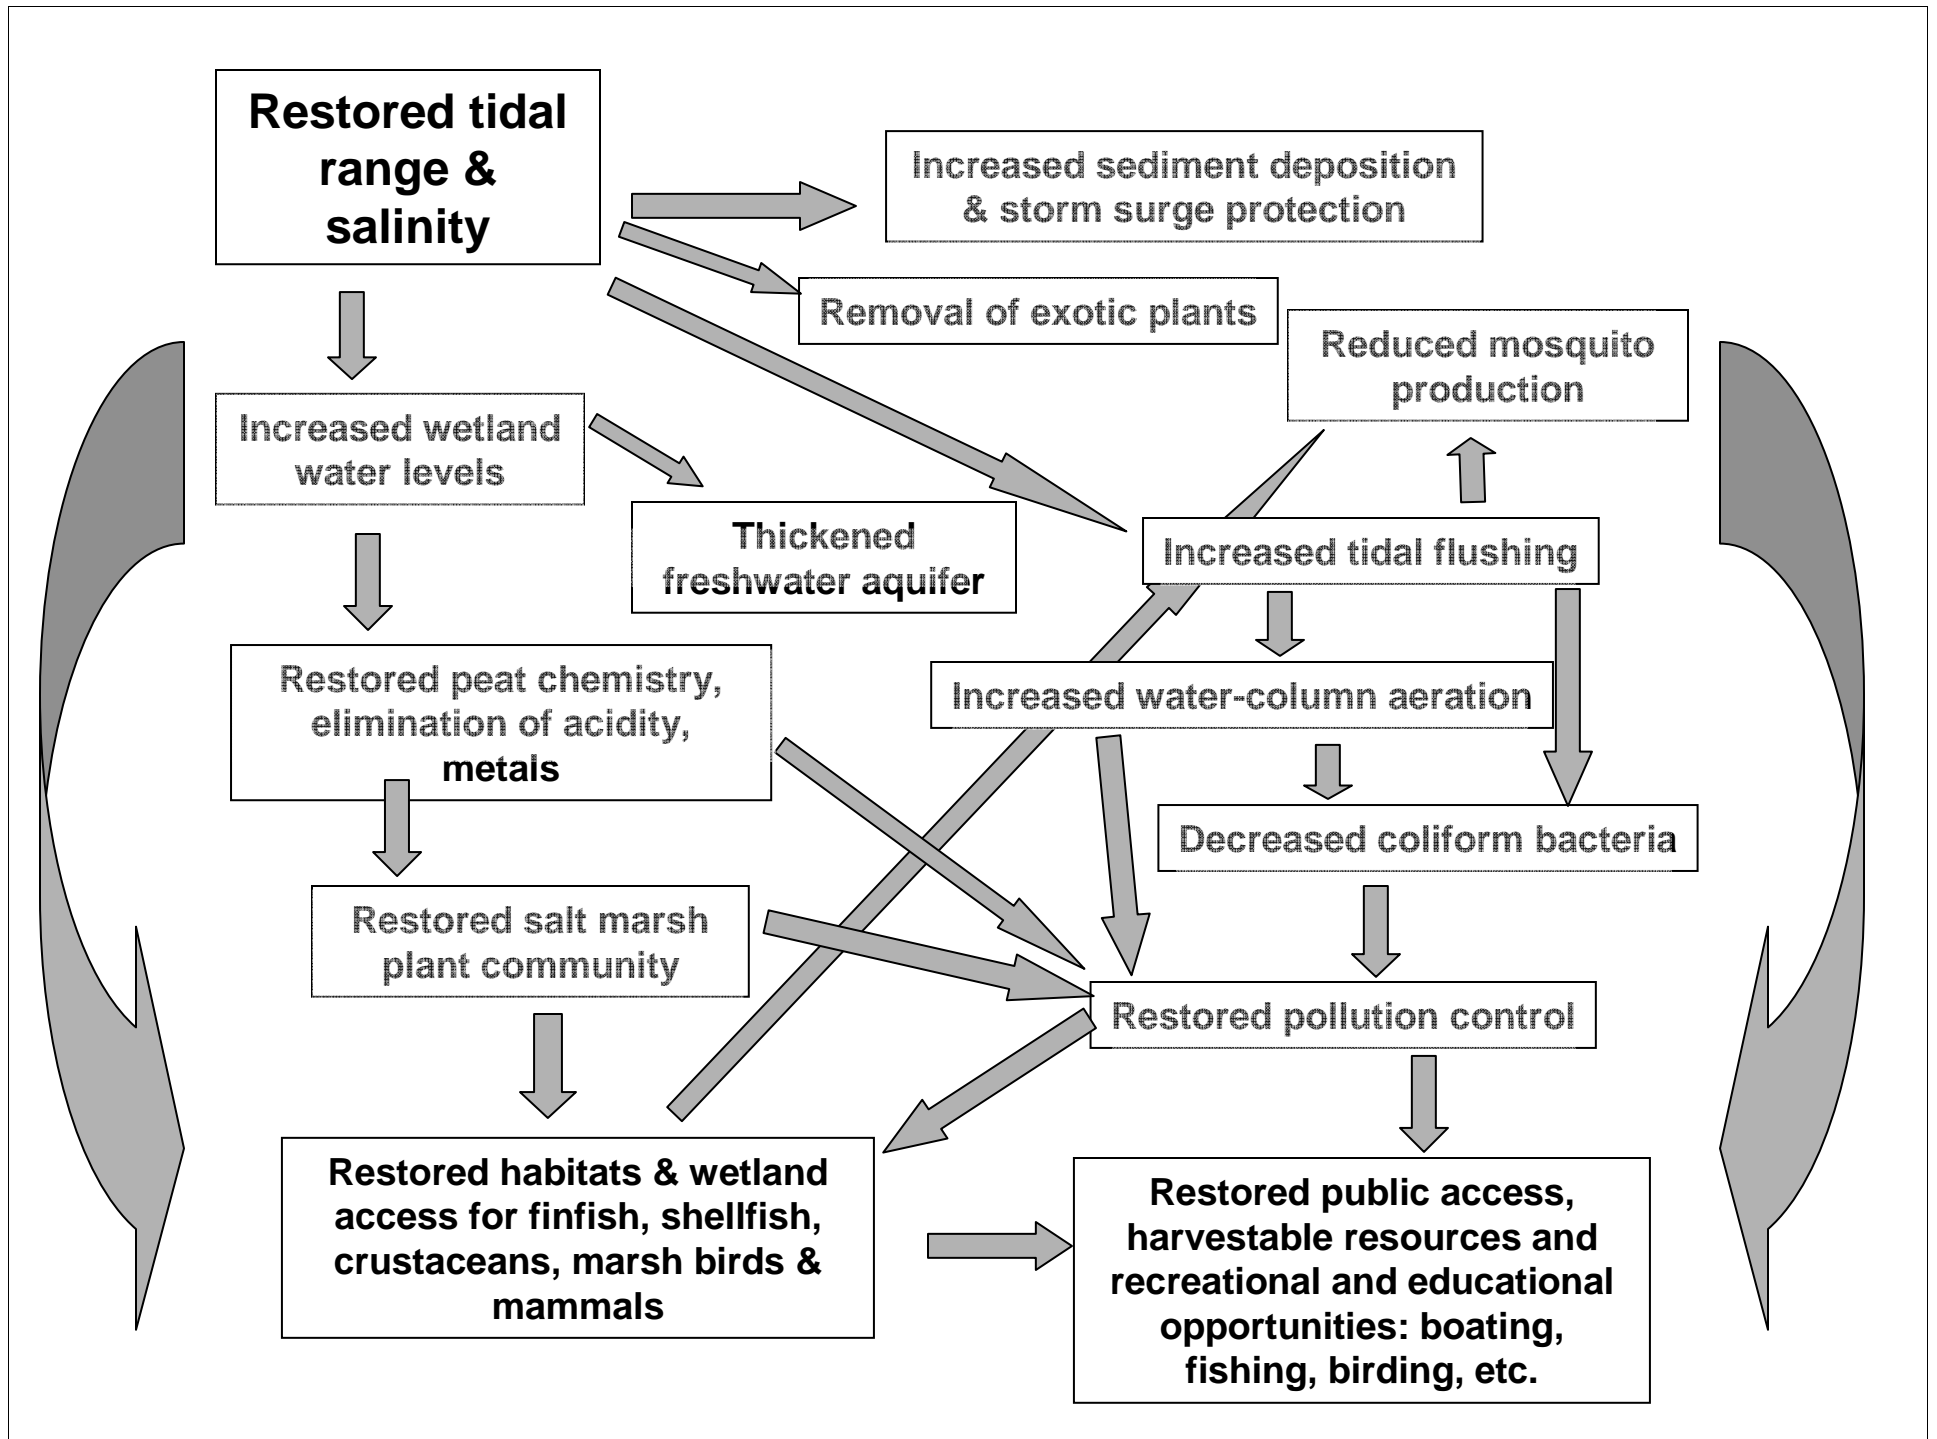 Restored tidal
range &
salinity
Increased sediment deposition
& storm surge protection
Removal of exotic plants
Reduced mosquito
production
Increased wetland
water levels
Thickened
freshwater aquifer
Increased tidal flushing
Restored peat chemistry,
elimination of acidity,
metals
Increased water-column aeration
Decreased coliform bacteria
Restored salt marsh
plant community
Restored pollution control
Restored habitats & wetland
access for finfish, shellfish,
crustaceans, marsh birds &
mammals
Restored public access,
harvestable resources and
recreational and educational
opportunities: boating,
fishing, birding, etc.